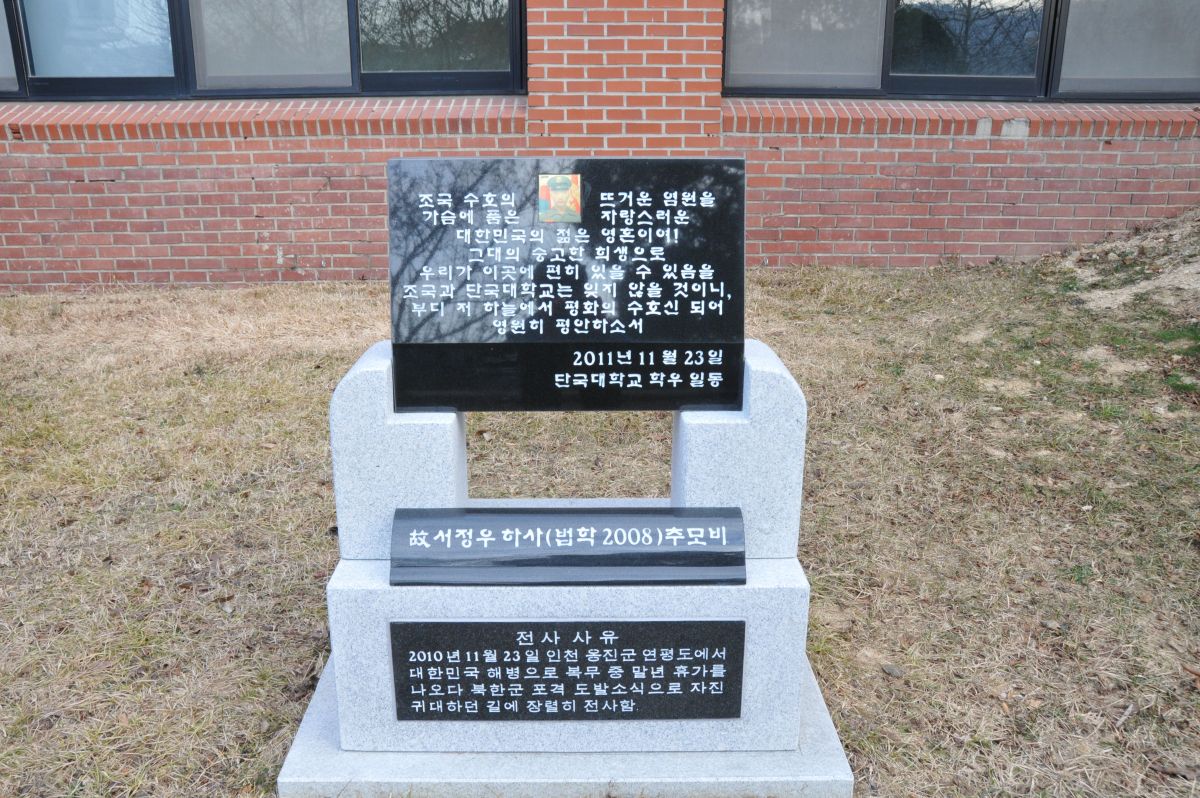 조국 수호의 뜨거운 염원을
가슴에 품은 자랑스러운
대한민국의 젊은 영혼이여!
그대의 숭고한 희생으로
우리가 이곳에 편히 있을 수 있음을
조국과 단국대학교는 잊지 않을 것이니,
부디 저 하늘에서 평화의 수호신 되어
영원히 평안하소서
2011년 11월 23일
단국대학교 학우 일동
故 서정우 하사(법학 2008) 추모비
전사 사유
2010년 11월 23일 인천 옹진군 연평도에서
대한민국 해병으로 복무 중 말년 휴가를
나오다 북한군 포격 도발소식으로 자진
귀대하던 길에 장렬히 전사함.